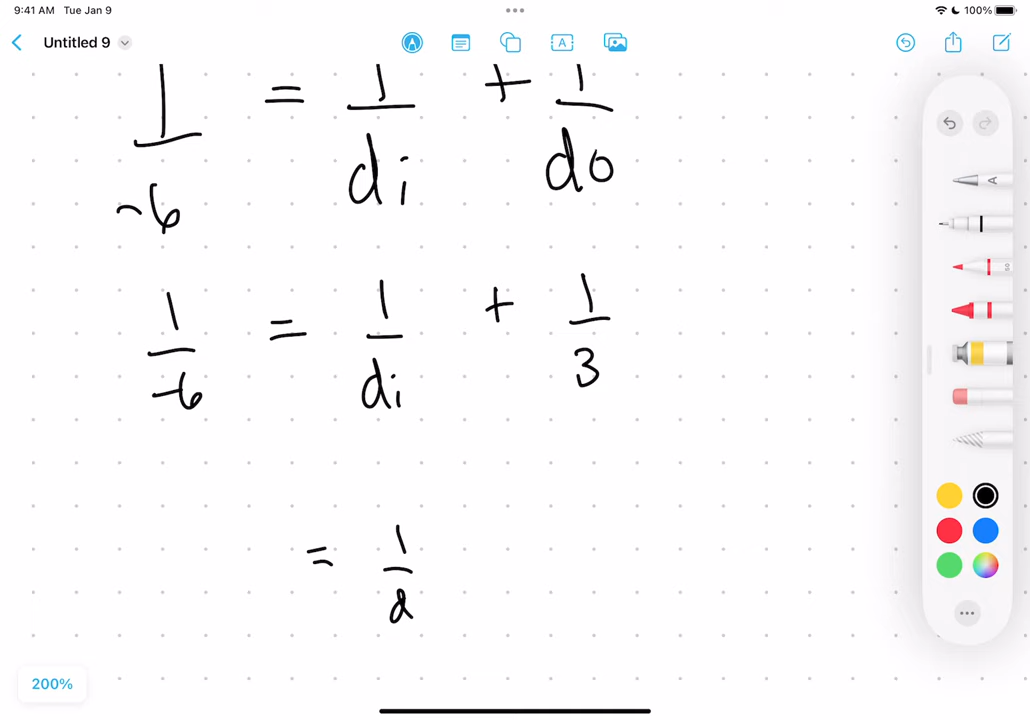 9:41 AM Tue Jan 9
100%
Untitled 9
A
A
50
1/-6 = 1/di + 1/do
1/-6 = 1/di + 1/3
= 1/d
200%